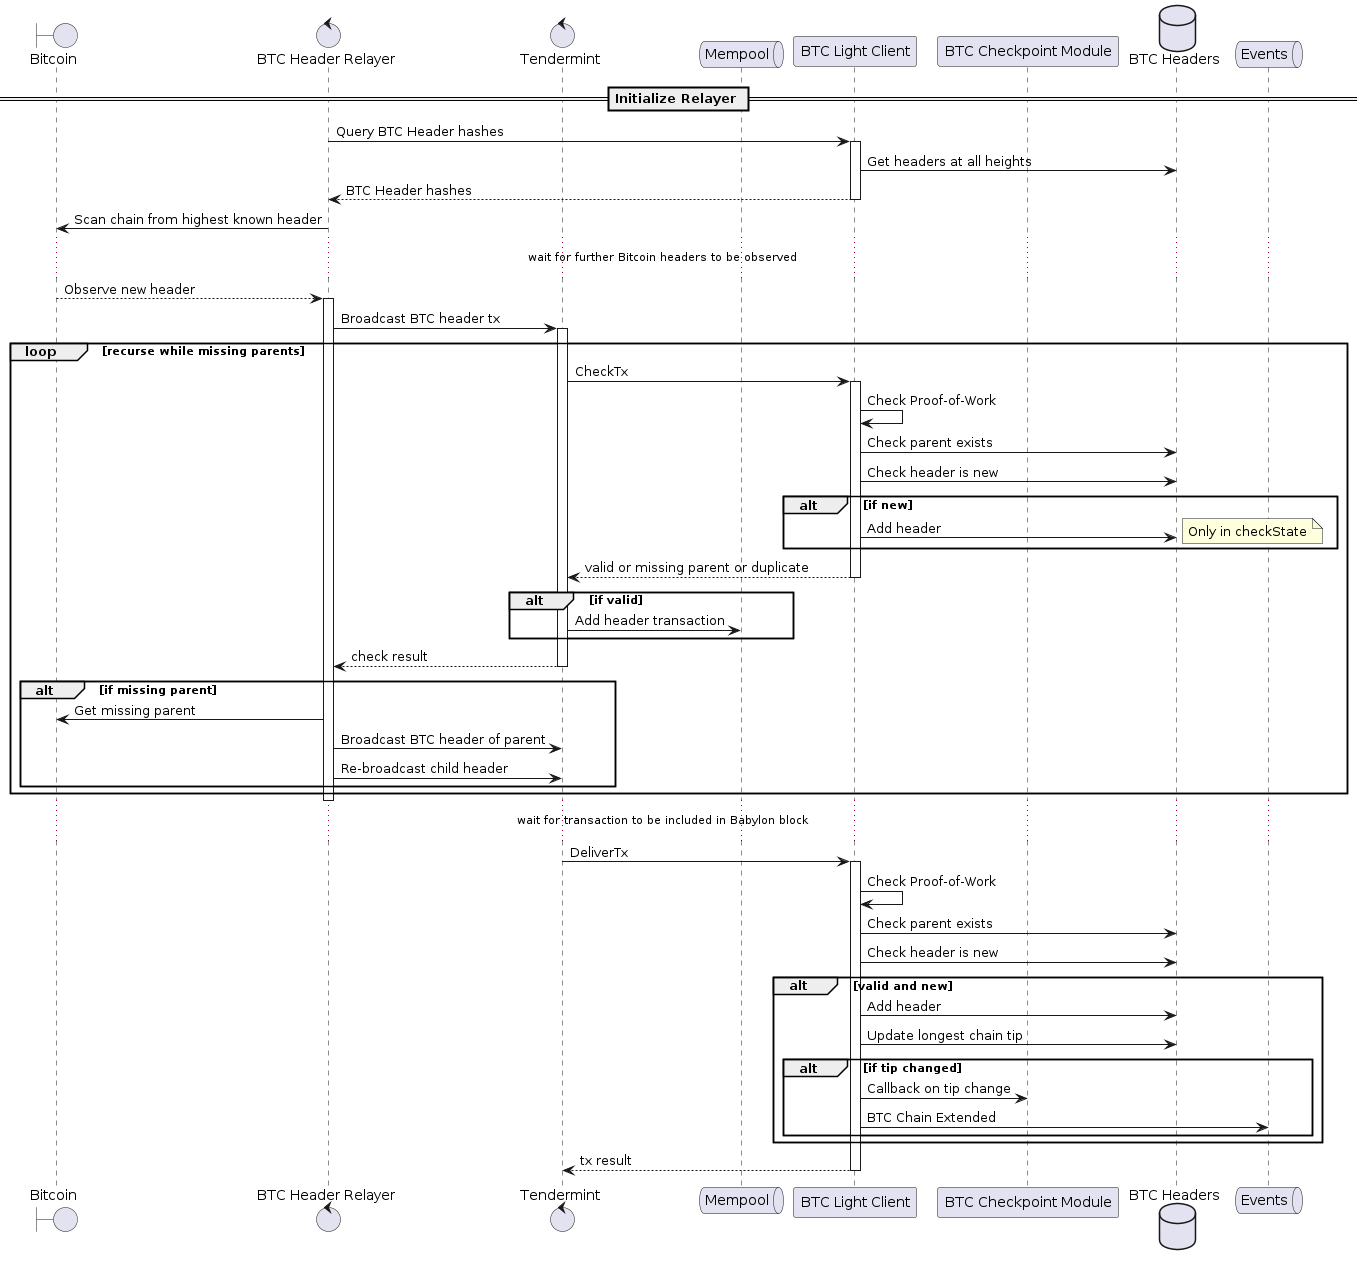 Bitcoin
BTC Header Relayer
Tendermint
Mempool
BTC Light Client
BTC Checkpoint Module
BTC Headers
Events
Initialize Relayer
Query BTC Header hashes
Get headers at all heights
BTC Header hashes
Scan chain from highest known header
wait for further Bitcoin headers to be observed
Observe new header
Broadcast BTC header tx
loop
[recurse while missing parents]
CheckTx
Check Proof-of-Work
Check parent exists
Check header is new
alt
[if new]
Add header
Only in checkState
valid or missing parent or duplicate
alt
[if valid]
Add header transaction
check result
alt
[if missing parent]
Get missing parent
Broadcast BTC header of parent
Re-broadcast child header
wait for transaction to be included in Babylon block
DeliverTx
Check Proof-of-Work
Check parent exists
Check header is new
alt
[valid and new]
Add header
Update longest chain tip
alt
[if tip changed]
Callback on tip change
BTC Chain Extended
tx result
Bitcoin
BTC Header Relayer
Tendermint
Mempool
BTC Light Client
BTC Checkpoint Module
BTC Headers
Events